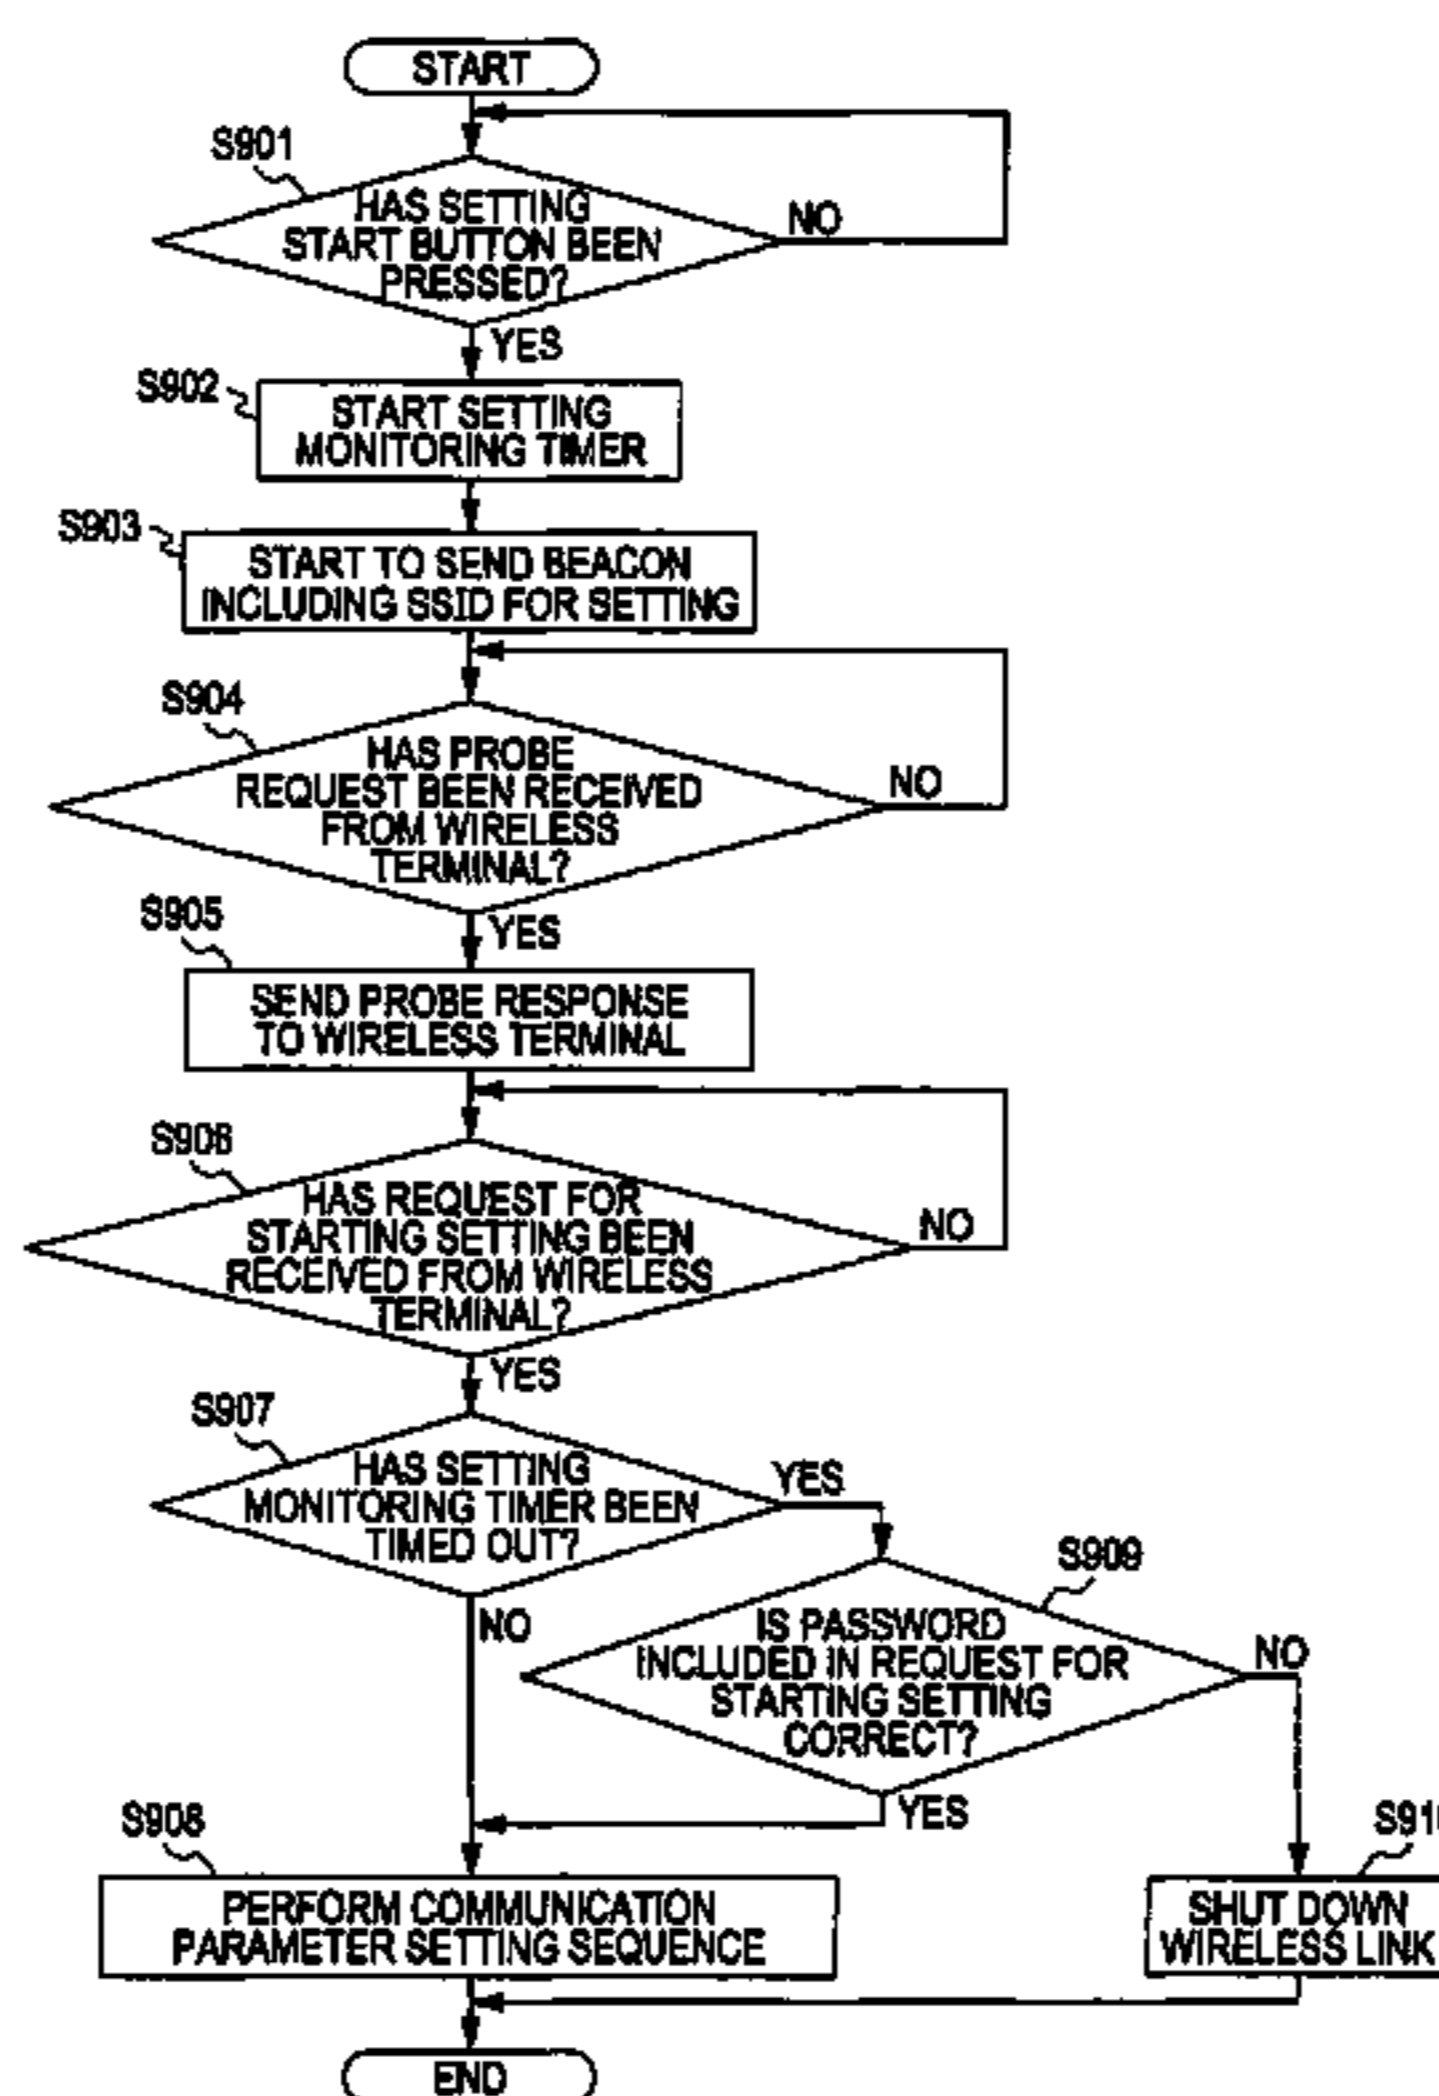 START
S901
HAS SETTING
START BUTTON BEEN
PRESSED?
NO
YES
S902
START SETTING
MONITORING TIMER
S903
START TO SEND BEACON
INCLUDING SSID FOR SETTING
S904
HAS PROBE
REQUEST BEEN RECEIVED
FROM WIRELESS
TERMINAL?
NO
YES
S905
SEND PROBE RESPONSE
TO WIRELESS TERMINAL
S906
HAS REQUEST FOR
STARTING SETTING BEEN
RECEIVED FROM WIRELESS
TERMINAL?
NO
YES
S907
HAS SETTING
MONITORING TIMER BEEN
TIMED OUT?
YES
NO
S909
IS PASSWORD
INCLUDED IN REQUEST FOR
STARTING SETTING
CORRECT?
NO
YES
S908
PERFORM COMMUNICATION
PARAMETER SETTING SEQUENCE
SHUT DOWN
WIRELESS LINK
END